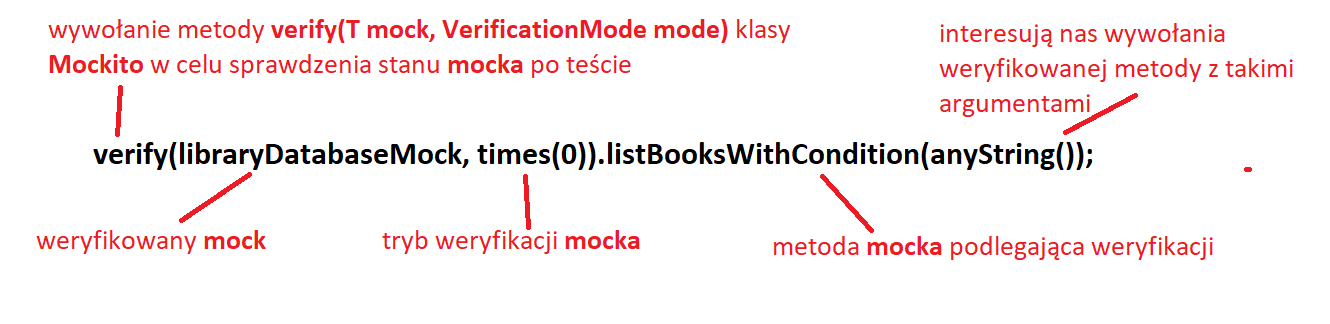 wywołanie metody verify(T mock, VerificationMode mode) klasy
Mockito w celu sprawdzenia stanu mocka po teście
interesują nas wywołania
weryfikowanej metody z takimi
argumentami
verify(libraryDatabaseMock, times(0)).listBooksWithCondition(anyString());
weryfikowany mock
tryb weryfikacji mocka
metoda mocka podlegająca weryfikacji